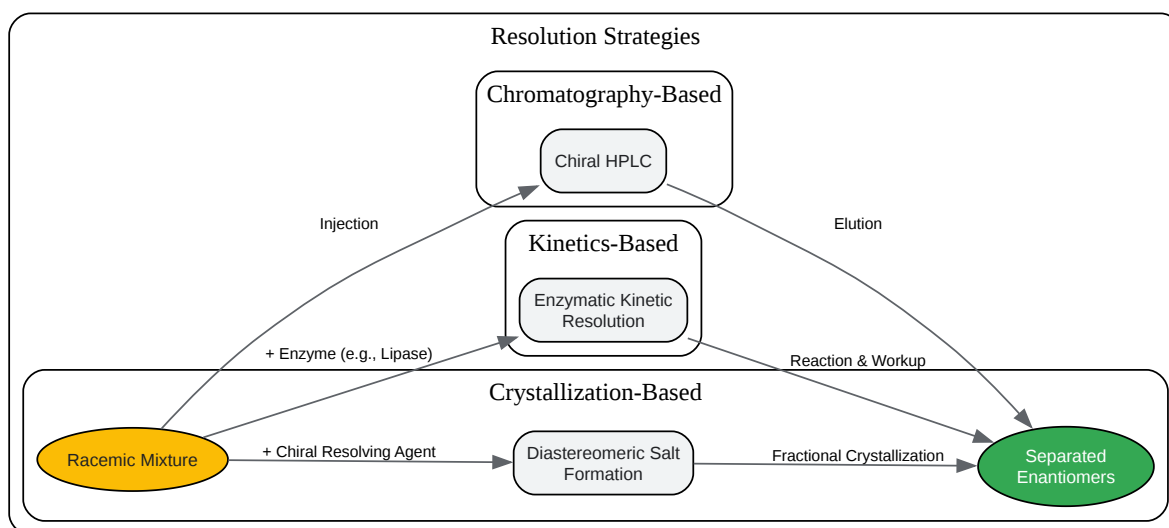 Resolution Strategies
Chromatography-Based
Chiral HPLC
Injection
Elution
Kinetics-Based
Enzymatic Kinetic
Resolution
+ Enzyme (e.g., Lipase)
Reaction & Workup
Crystallization-Based
Racemic Mixture
+ Chiral Resolving Agent
Diastereomeric Salt
Formation
Fractional Crystallization
Separated
Enantiomers